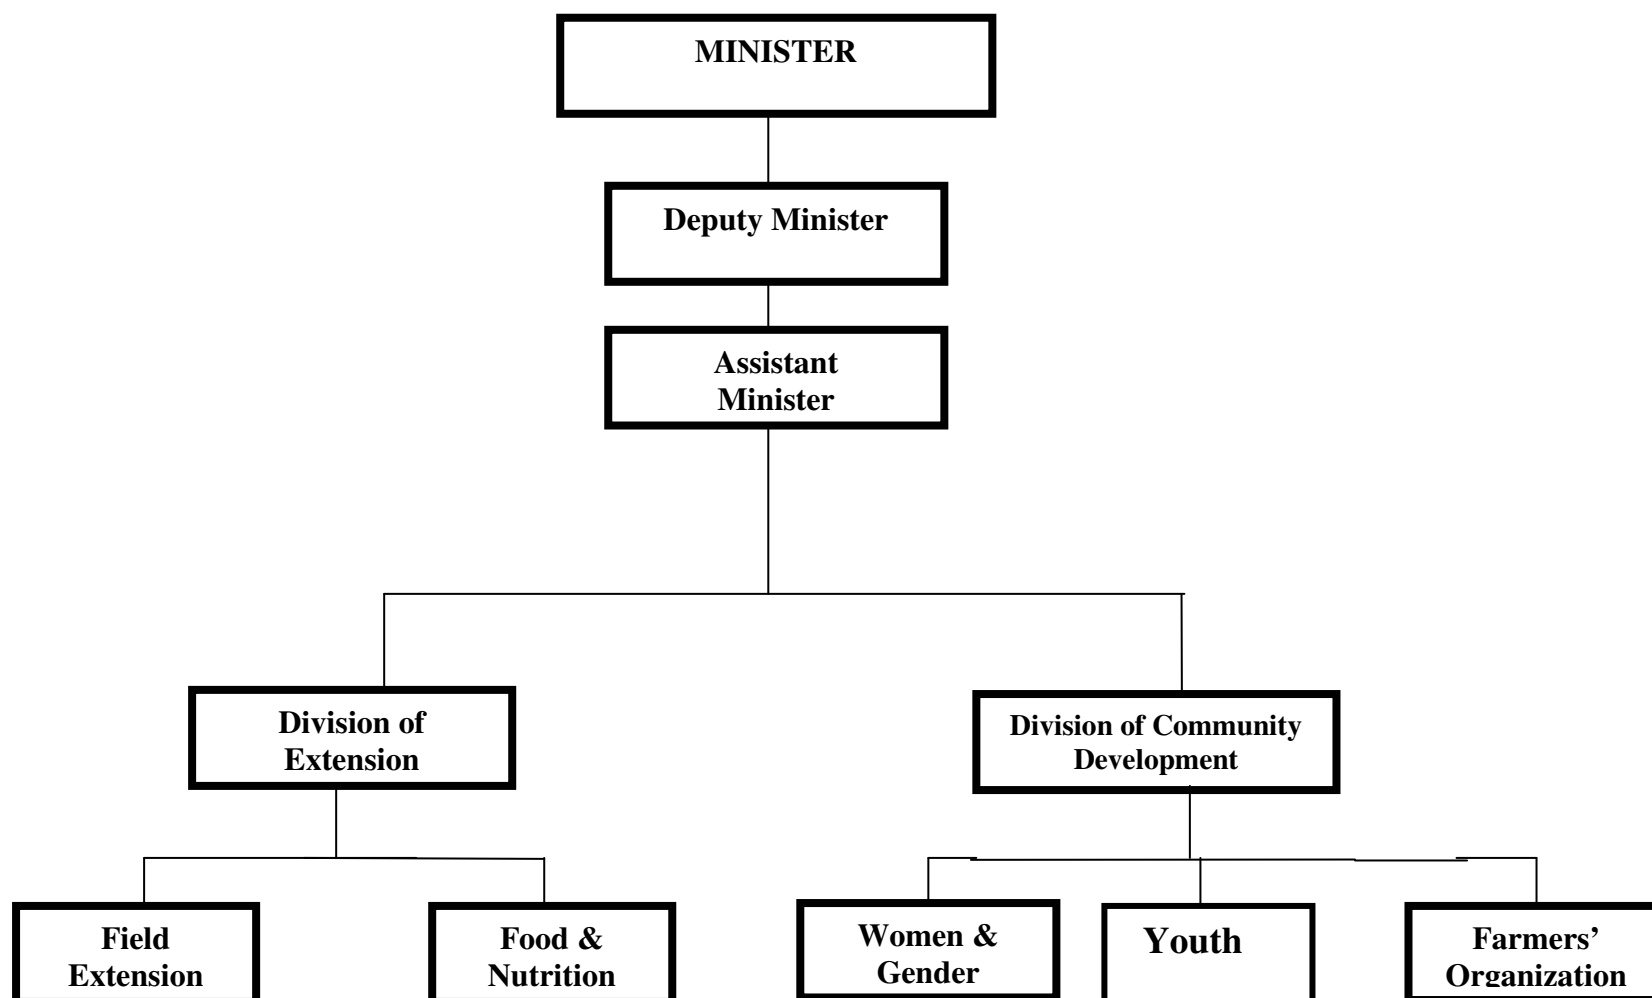 MINISTER
Deputy Minister
Assistant
Minister
Division of
Extension
Division of Community
Development
Field
Extension
Food &
Nutrition
Women &
Gender
Youth
Farmers’
Organization